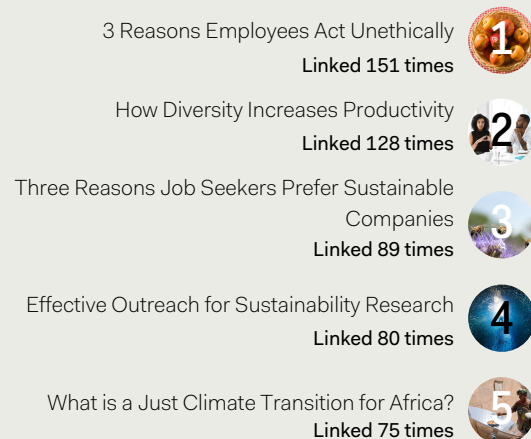 3 Reasons Employees Act Unethically
Linked 151 times
1
How Diversity Increases Productivity
Linked 128 times
2
Three Reasons Job Seekers Prefer Sustainable
Companies
Linked 89 times
3
Effective Outreach for Sustainability Research
Linked 80 times
4
What is a Just Climate Transition for Africa?
Linked 75 times
5